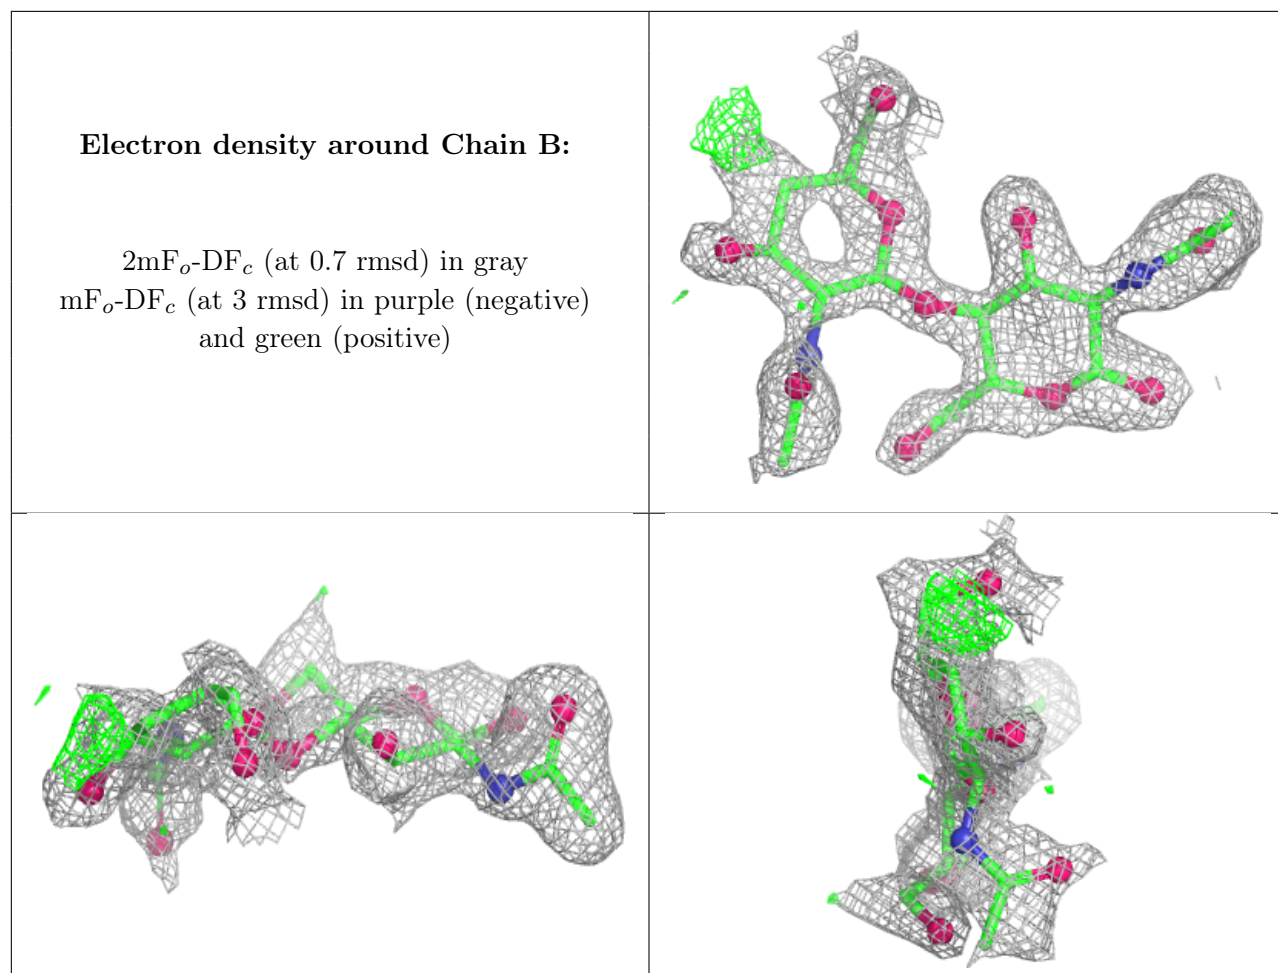 Electron density around Chain B:
2mFₒ-DF𝒸 (at 0.7 rmsd) in gray
mFₒ-DF𝒸 (at 3 rmsd) in purple (negative)
and green (positive)